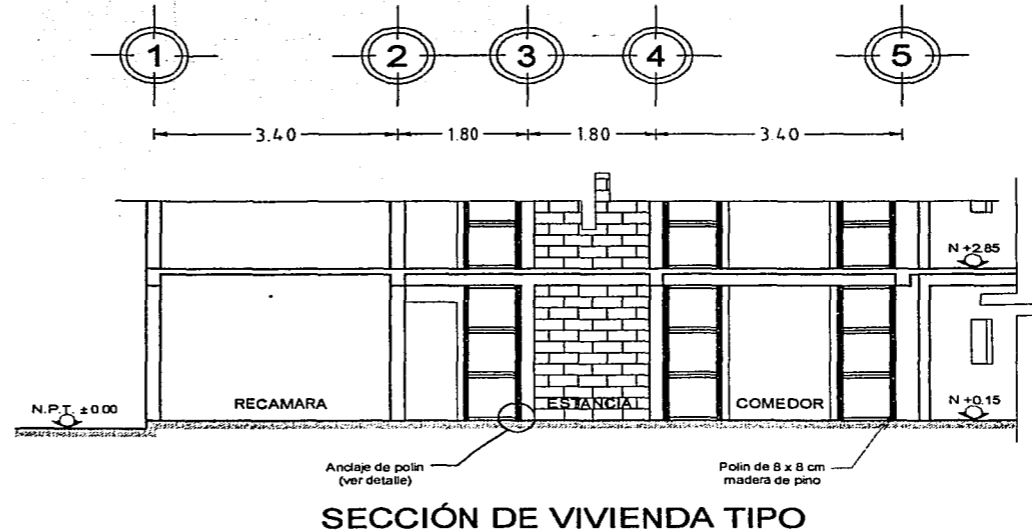 1 2 3 4 5
3.40 1.80 1.80 3.40
N +2.85
N.P.T. ±0.00
RECAMARA
ESTANCIA
COMEDOR
N +0.15
Anclaje de polin
(ver detalle)
Polin de 8 x 8 cm
madera de pino
SECCIÓN DE VIVIENDA TIPO